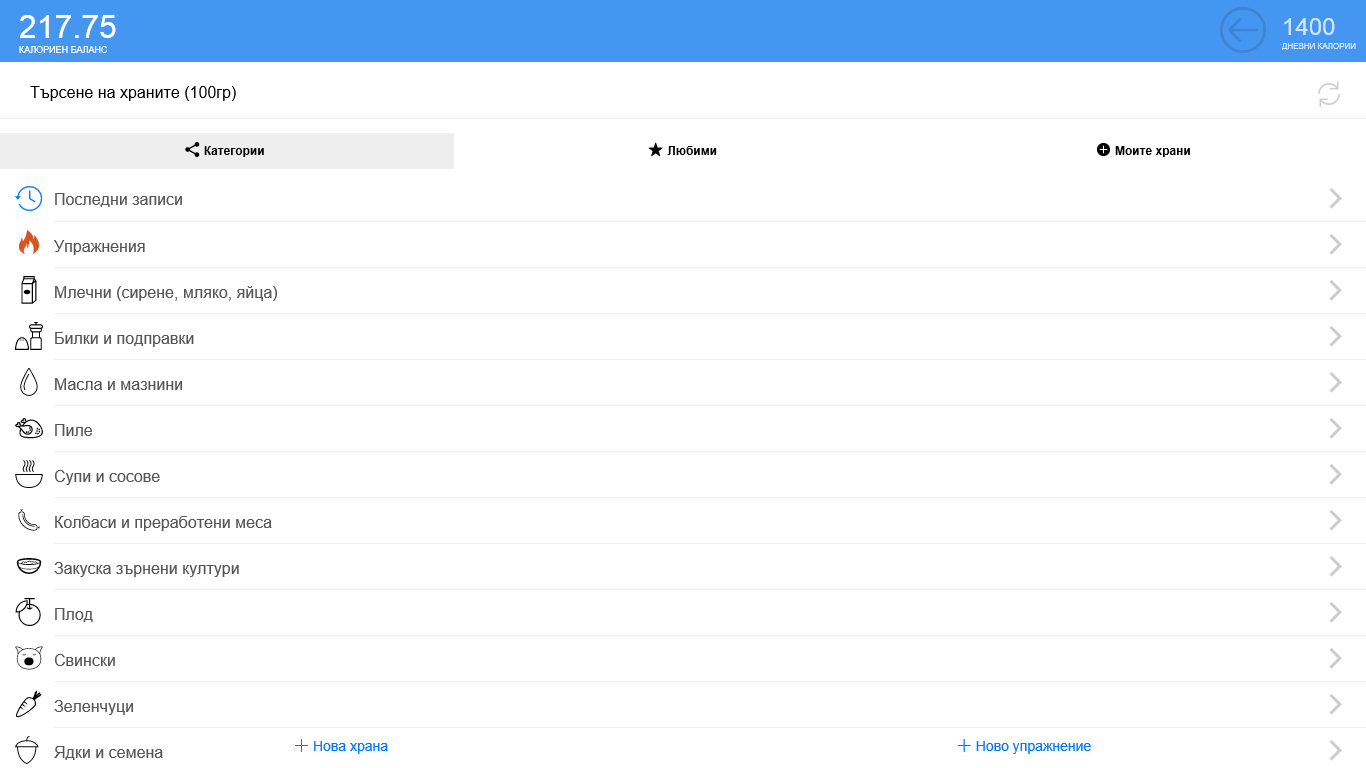 217.75
КАЛОРИЕН БАЛАНС
1400
ДНЕВНИ КАЛОРИИ
Търсене на храните (100гр)
Категории
Любими
Моите храни
Последни записи
Упражнения
Млечни (сирене, мляко, яйца)
Билки и подправки
Масла и мазнини
Пиле
Супи и сосове
Колбаси и преработени меса
Закуска зърнени култури
Плод
Свински
Зеленчуци
Ядки и семена
Нова храна
Ново упражнение